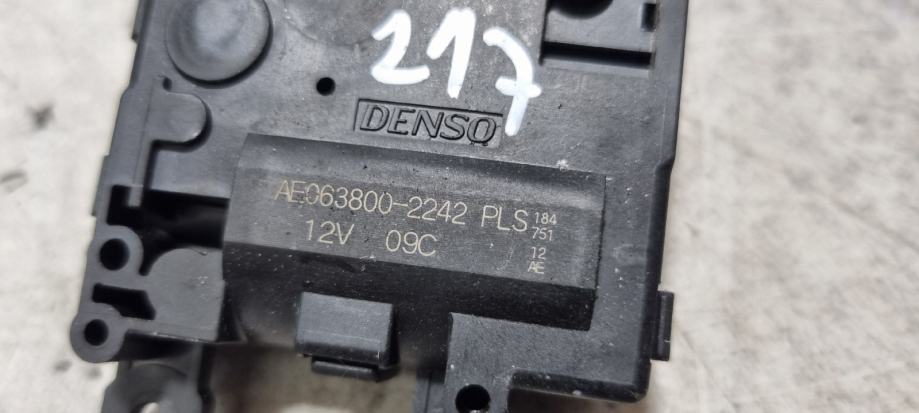 217
DENSO
AE063800-2242 PLS 184
751
12V 09C 12
AE